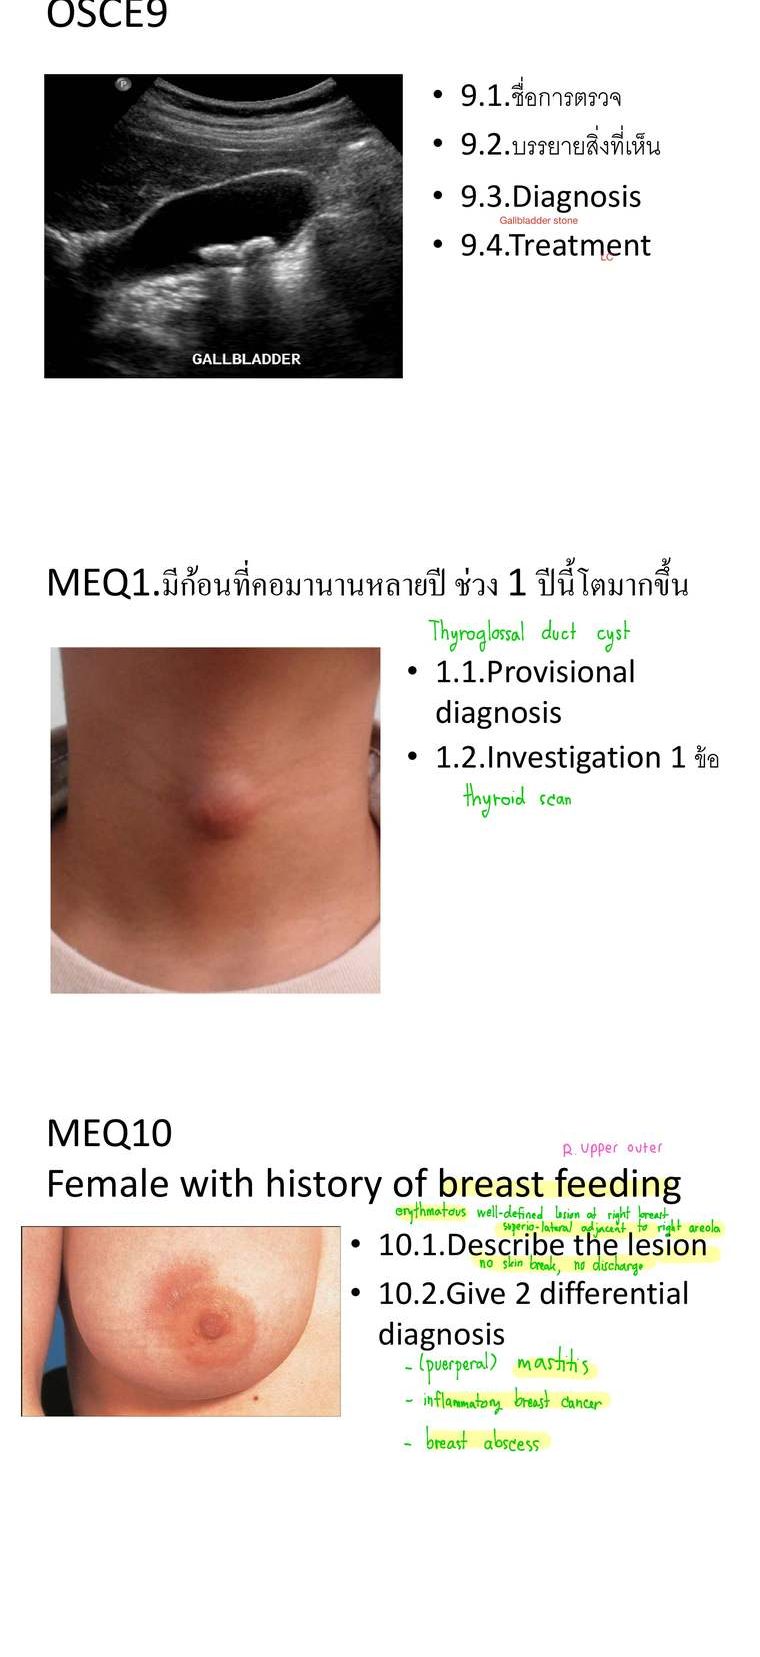 OSCE9
P
GALLBLADDER
• 9.1.ชื่อการตรวจ
• 9.2.บรรยายสิ่งที่เห็น
• 9.3.Diagnosis
Gallbladder stone
• 9.4.Treatment
LC
MEQ1.มีก้อนที่คอมานานหลายปี ช่วง 1 ปีนี้โตมากขึ้น
Thyroglossal duct cyst
• 1.1.Provisional
diagnosis
• 1.2.Investigation 1 ข้อ
thyroid scan
MEQ10
R. Upper outer
Female with history of breast feeding
erythmatous well-defined lesion at right breast
superio-lateral adjacent to right areola
• 10.1.Describe the lesion
no skin break, no discharge
• 10.2.Give 2 differential
diagnosis
- (puerperal) mastitis
- inflammatory breast cancer
- breast abscess